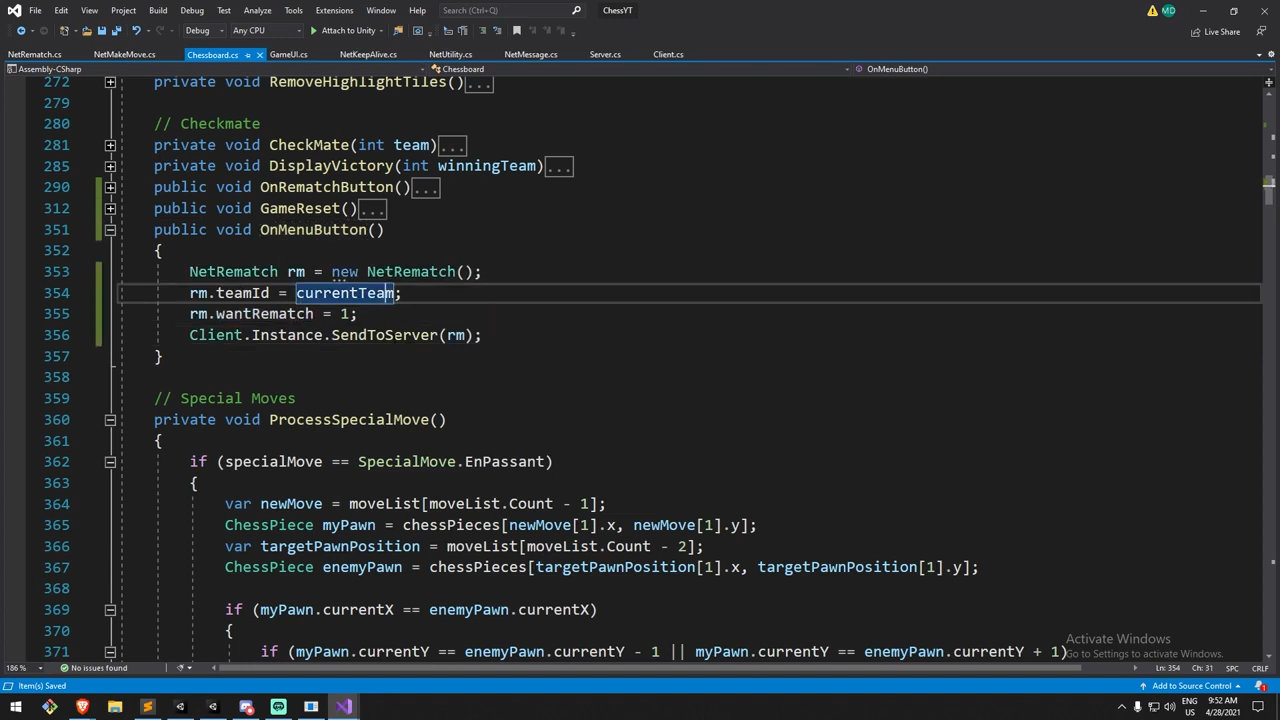 File Edit View Git Project Build Debug Test Analyze Tools Extensions Window Help Search (Ctrl+Q) ChessYT MD
Debug Any CPU Attach to Unity Live Share
NetRematch.cs NetMakeMove.cs Chessboard.cs GameUI.cs NetKeepAlive.cs NetUtility.cs NetMessage.cs Server.cs Client.cs
Assembly-CSharp Chessboard OnMenuButton()
272 private void RemoveHighlightTiles()...
279
280 // Checkmate
281 private void CheckMate(int team)...
285 private void DisplayVictory(int winningTeam)...
290 public void OnRematchButton()...
312 public void GameReset()...
351 public void OnMenuButton()
352 {
353 NetRematch rm = new NetRematch();
354 rm.teamId = currentTeam;
355 rm.wantRematch = 1;
356 Client.Instance.SendToServer(rm);
357 }
358
359 // Special Moves
360 private void ProcessSpecialMove()
361 {
362 if (specialMove == SpecialMove.EnPassant)
363 {
364 var newMove = moveList[moveList.Count - 1];
365 ChessPiece myPawn = chessPieces[newMove[1].x, newMove[1].y];
366 var targetPawnPosition = moveList[moveList.Count - 2];
367 ChessPiece enemyPawn = chessPieces[targetPawnPosition[1].x, targetPawnPosition[1].y];
368
369 if (myPawn.currentX == enemyPawn.currentX)
370 {
371 if (myPawn.currentY == enemyPawn.currentY - 1 || myPawn.currentY == enemyPawn.currentY + 1)
Activate Windows
Go to Settings to activate Windows.
186 % No issues found Ln: 354 Ch: 31 SPC CRLF
Item(s) Saved Add to Source Control 1
ENG 9:52 AM
US 4/28/2021